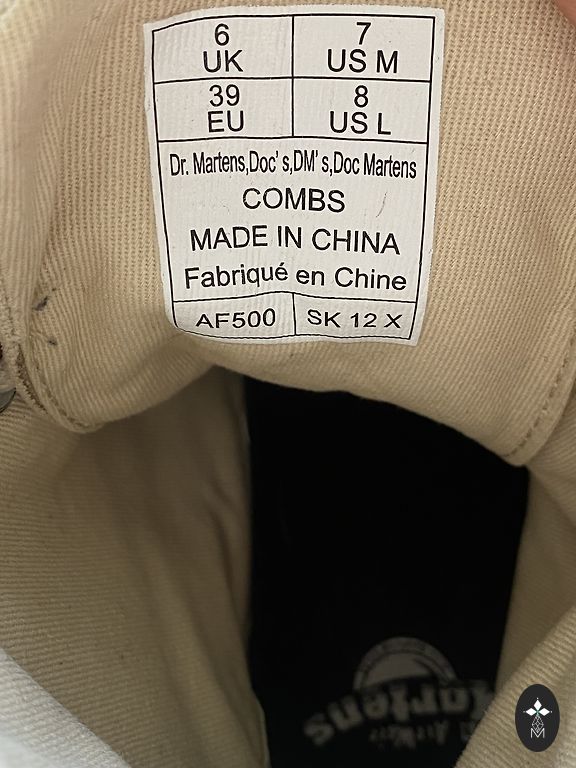 6 7
UK US M
39 8
EU US L
Dr. Martens,Doc's,DM's,Doc Martens
COMBS
MADE IN CHINA
Fabriqué en Chine
AF500 SK 12 X
Martens
M